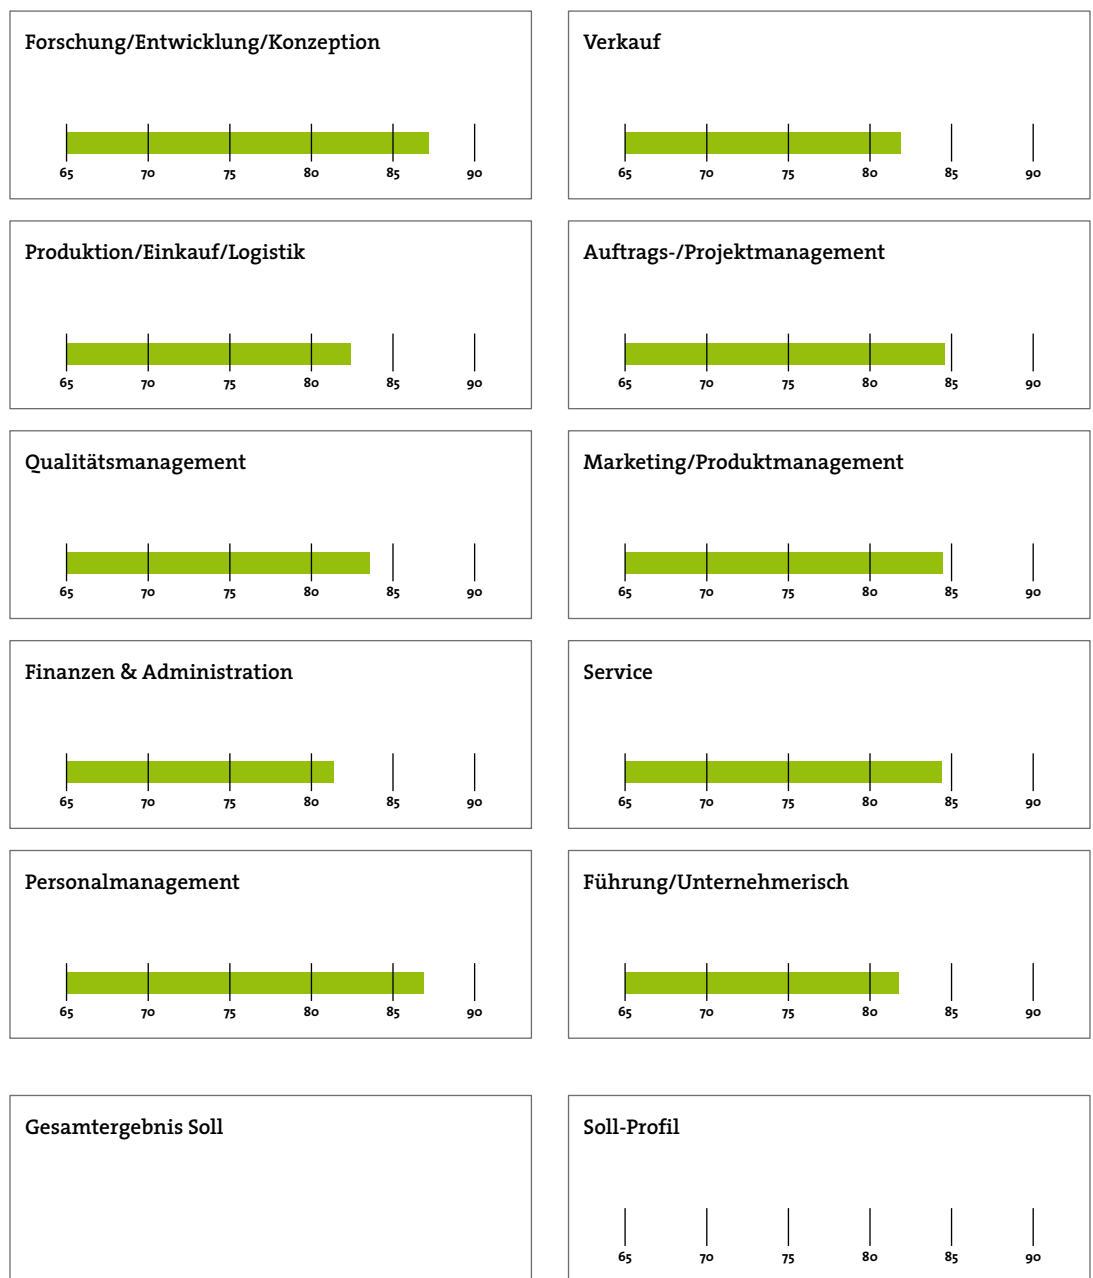 Forschung/Entwicklung/Konzeption
65 70 75 80 85 90
Verkauf
65 70 75 80 85 90
Produktion/Einkauf/Logistik
65 70 75 80 85 90
Auftrags-/Projektmanagement
65 70 75 80 85 90
Qualitätsmanagement
65 70 75 80 85 90
Marketing/Produktmanagement
65 70 75 80 85 90
Finanzen & Administration
65 70 75 80 85 90
Service
65 70 75 80 85 90
Personalmanagement
65 70 75 80 85 90
Führung/Unternehmerisch
65 70 75 80 85 90
Gesamtergebnis Soll
Soll-Profil
65 70 75 80 85 90